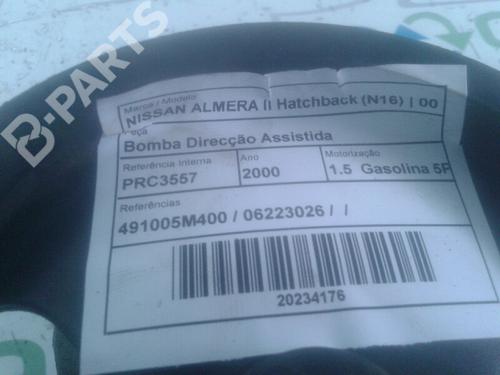 B-PARTS
Marca / Modelo
NISSAN ALMERA II Hatchback (N16) | 00
Peça
Bomba Direcção Assistida
Referência Interna Ano Motorização
PRC3557 2000 1.5 Gasolina 5P
Referências
491005M400 / 06223026 / /
20234176